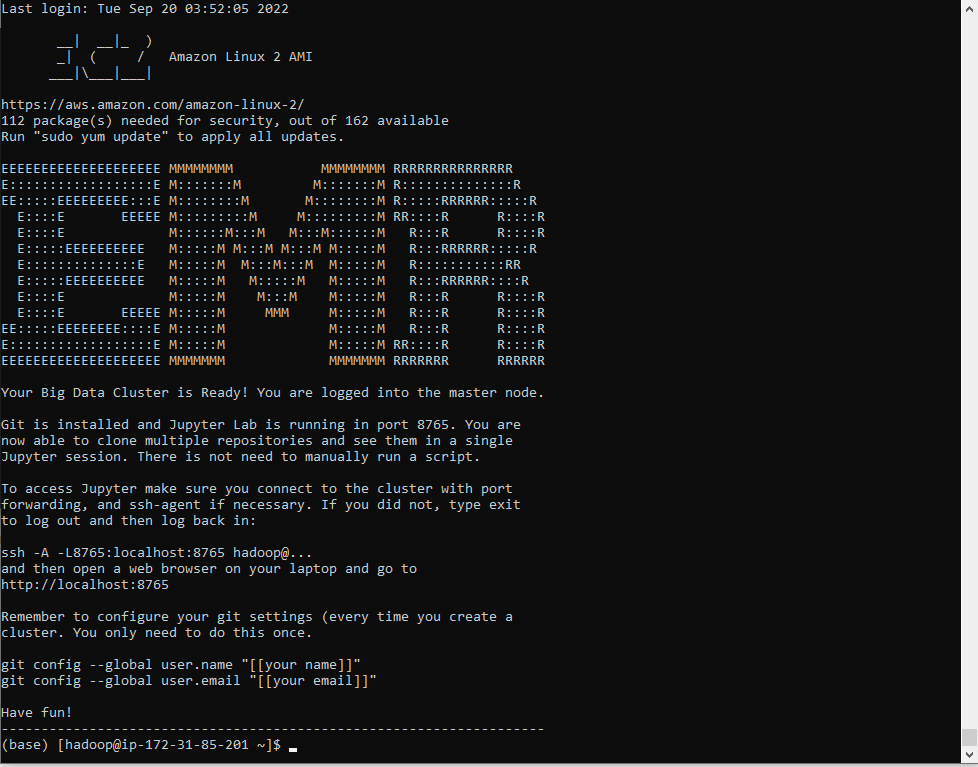 Last login: Tue Sep 20 03:52:05 2022

       __|  __|_  )
       _|  (     /   Amazon Linux 2 AMI
      ___|\___|___|

https://aws.amazon.com/amazon-linux-2/
112 package(s) needed for security, out of 162 available
Run "sudo yum update" to apply all updates.

EEEEEEEEEEEEEEEEEEEE MMMMMMMM           MMMMMMMM RRRRRRRRRRRRRRR
E::::::::::::::::::E M:::::::M         M:::::::M R::::::::::::::R
EE:::::EEEEEEEEE:::E M::::::::M       M::::::::M R:::::RRRRRR:::::R
  E::::E       EEEEE M:::::::::M     M:::::::::M RR::::R      R::::R
  E::::E             M::::::M:::M   M:::M::::::M   R:::R      R::::R
  E:::::EEEEEEEEEE   M:::::M M:::M M:::M M:::::M   R:::RRRRRR:::::R
  E::::::::::::::E   M:::::M  M:::M:::M  M:::::M   R:::::::::::RR
  E:::::EEEEEEEEEE   M:::::M   M:::::M   M:::::M   R:::RRRRRR::::R
  E::::E             M:::::M    M:::M    M:::::M   R:::R      R::::R
  E::::E       EEEEE M:::::M     MMM     M:::::M   R:::R      R::::R
EE:::::EEEEEEEE::::E M:::::M             M:::::M   R:::R      R::::R
E::::::::::::::::::E M:::::M             M:::::M RR::::R      R::::R
EEEEEEEEEEEEEEEEEEEE MMMMMMM             MMMMMMM RRRRRRR      RRRRRR

Your Big Data Cluster is Ready! You are logged into the master node.

Git is installed and Jupyter Lab is running in port 8765. You are
now able to clone multiple repositories and see them in a single
Jupyter session. There is not need to manually run a script.

To access Jupyter make sure you connect to the cluster with port
forwarding, and ssh-agent if necessary. If you did not, type exit
to log out and then log back in:

ssh -A -L8765:localhost:8765 hadoop@...
and then open a web browser on your laptop and go to
http://localhost:8765

Remember to configure your git settings (every time you create a
cluster. You only need to do this once.

git config --global user.name "[[your name]]"
git config --global user.email "[[your email]]"

Have fun!
--------------------------------------------------------------------
(base) [hadoop@ip-172-31-85-201 ~]$